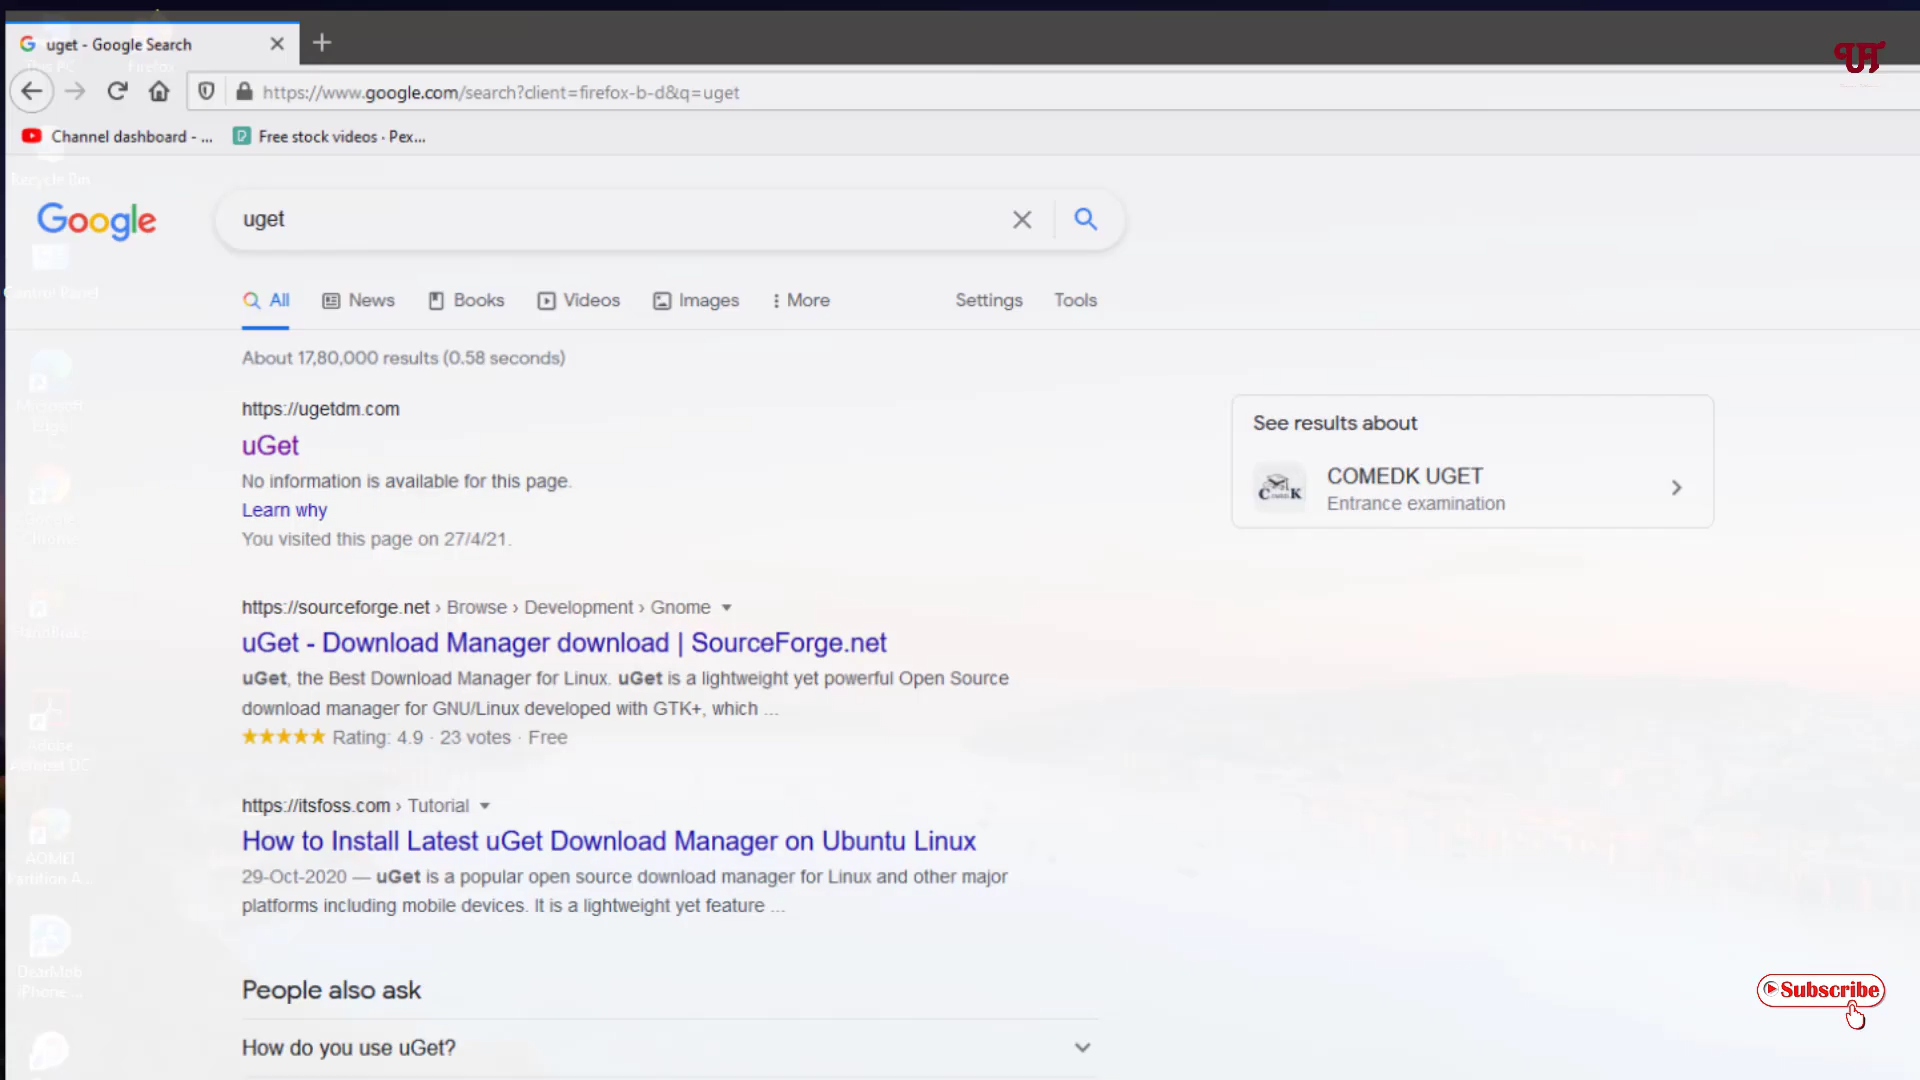 uget - Google Search
https://www.google.com/search?client=firefox-b-d&q=uget
Channel dashboard - ...
Free stock videos · Pex...
Recycle Bin
Google
uget
Control Panel
All
News
Books
Videos
Images
More
Settings
Tools
About 17,80,000 results (0.58 seconds)
https://ugetdm.com
uGet
No information is available for this page.
Learn why
You visited this page on 27/4/21.
See results about
COMEDK UGET
Entrance examination
Microsoft
Edge
https://sourceforge.net › Browse › Development › Gnome
uGet - Download Manager download | SourceForge.net
uGet, the Best Download Manager for Linux. uGet is a lightweight yet powerful Open Source
download manager for GNU/Linux developed with GTK+, which ...
Rating: 4.9 · 23 votes · Free
https://itsfoss.com › Tutorial
How to Install Latest uGet Download Manager on Ubuntu Linux
29-Oct-2020 — uGet is a popular open source download manager for Linux and other major
platforms including mobile devices. It is a lightweight yet feature ...
Adobe
Acrobat DC
AOMEI
Partition A...
DearMob
iPhone ...
People also ask
How do you use uGet?
Subscribe